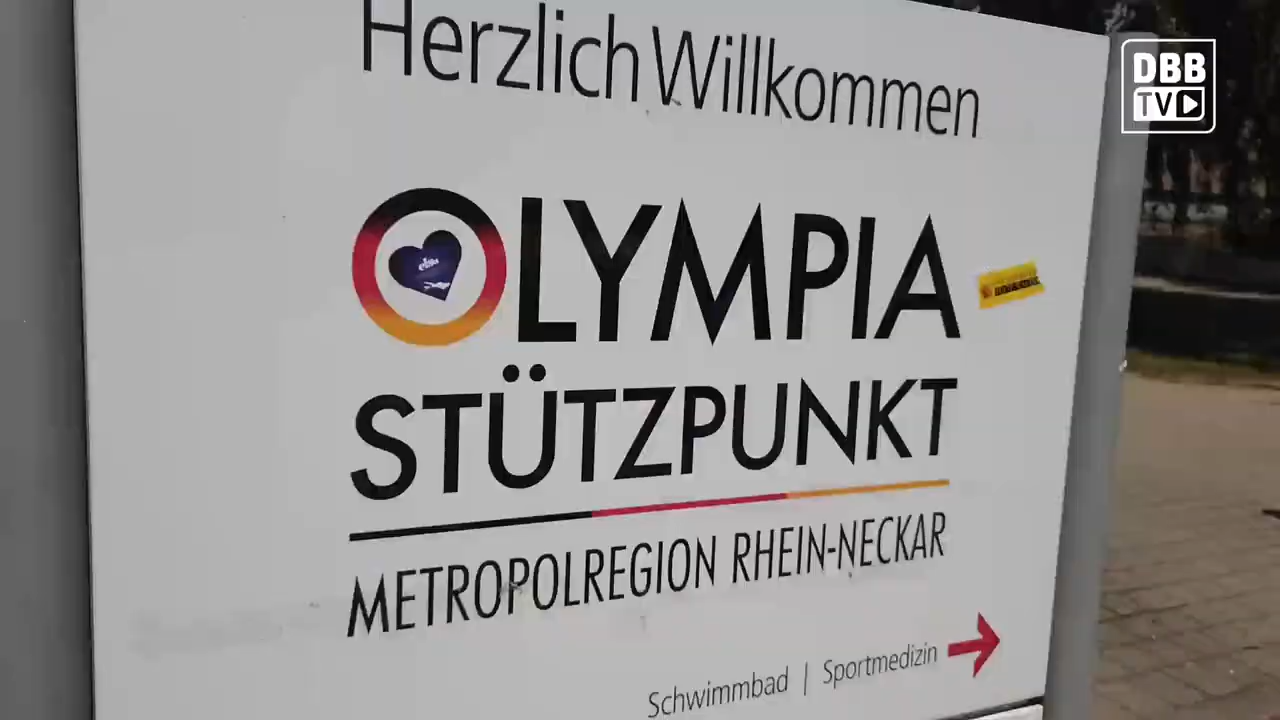 Herzlich Willkommen
DBB
TV
OLYMPIA
STÜTZPUNKT
METROPOLREGION RHEIN-NECKAR
Schwimmbad | Sportmedizin